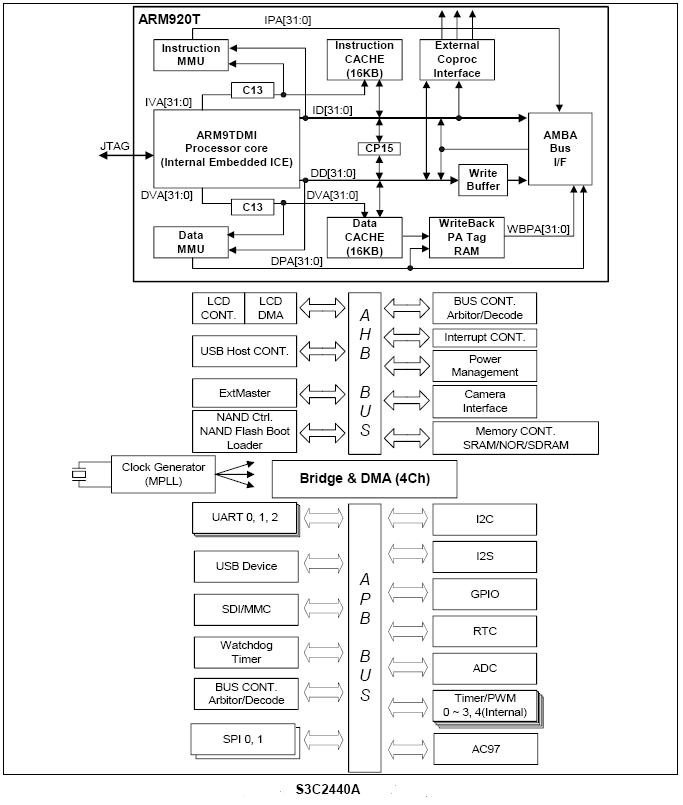 ARM920T
IPA[31:0]
Instruction
MMU
Instruction
CACHE
(16KB)
External
Coproc
Interface
C13
IVA[31:0]
ID[31:0]
JTAG
ARM9TDMI
Processor core
(Internal Embedded ICE)
CP15
AMBA
Bus
I/F
DD[31:0]
Write
Buffer
DVA[31:0]
DVA[31:0]
C13
Data
MMU
Data
CACHE
(16KB)
WriteBack
PA Tag
RAM
WBPA[31:0]
DPA[31:0]
LCD
CONT.
LCD
DMA
USB Host CONT.
ExtMaster
NAND Ctrl.
NAND Flash Boot
Loader
A
H
B
B
U
S
BUS CONT.
Arbitor/Decode
Interrupt CONT.
Power
Management
Camera
Interface
Memory CONT.
SRAM/NOR/SDRAM
Clock Generator
(MPLL)
Bridge & DMA (4Ch)
UART 0, 1, 2
USB Device
SDI/MMC
Watchdog
Timer
BUS CONT.
Arbitor/Decode
SPI 0, 1
A
P
B
B
U
S
I2C
I2S
GPIO
RTC
ADC
Timer/PWM
0 ~ 3, 4(Internal)
AC97
S3C2440A